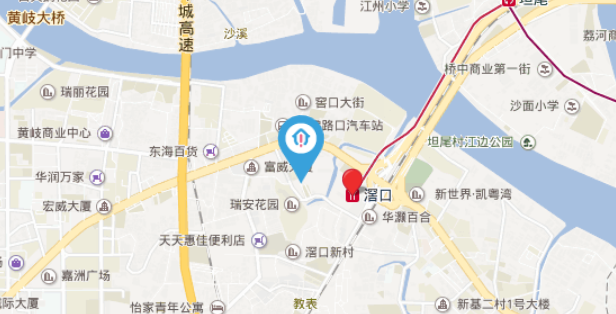 江州小学
坦尾
黄岐大桥
城高速
沙溪
荔河商
门中学
桥中商业第一街
瑞丽花园
窖口大街
沙面小学
黄岐商业中心
路口汽车站
坦尾村江边公园
东海百货
富威大
华润万家
新世界·凯粤湾
滘口
宏威大厦
瑞安花园
华灏百合
天天惠佳便利店
滘口新村
嘉洲广场
教表
国际大厦
怡家青年公寓
新基二村1号大楼